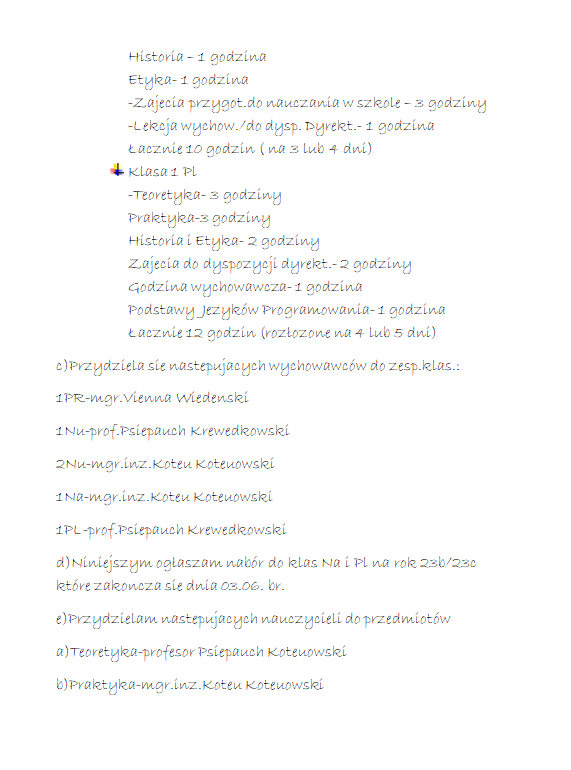 Historia – 1 godzina
Etyka- 1 godzina
-Zajecia przygot.do nauczania w szkole – 3 godziny
-Lekcja wychow./do dysp. Dyrekt.- 1 godzina
Łacznie 10 godzin ( na 3 lub 4 dni)
Klasa 1 Pl
-Teoretyka- 3 godziny
Praktyka-3 godziny
Historia i Etyka- 2 godziny
Zajecia do dyspozycji dyrekt.- 2 godziny
Godzina wychowawcza- 1 godzina
Podstawy Jezyków Programowania- 1 godzina
Łacznie 12 godzin (rozłozone na 4 lub 5 dni)
c)Przydziela sie nastepujacych wychowawców do zesp.klas.:
1PR-mgr.Vienna Wiedenski
1Nu-prof.Psiepauch Krewedkowski
2Nu-mgr.inz.Koteu Koteuowski
1Na-mgr.inz.Koteu Koteuowski
1PL-prof.Psiepauch Krewedkowski
d)Niniejszym ogłaszam nabór do klas Na i Pl na rok 23b/23c
które zakoncza sie dnia 03.06. br.
e)Przydzielam nastepujacych nauczycieli do przedmiotów
a)Teoretyka-profesor Psiepauch Koteuowski
b)Praktyka-mgr.inz.Koteu Koteuowski